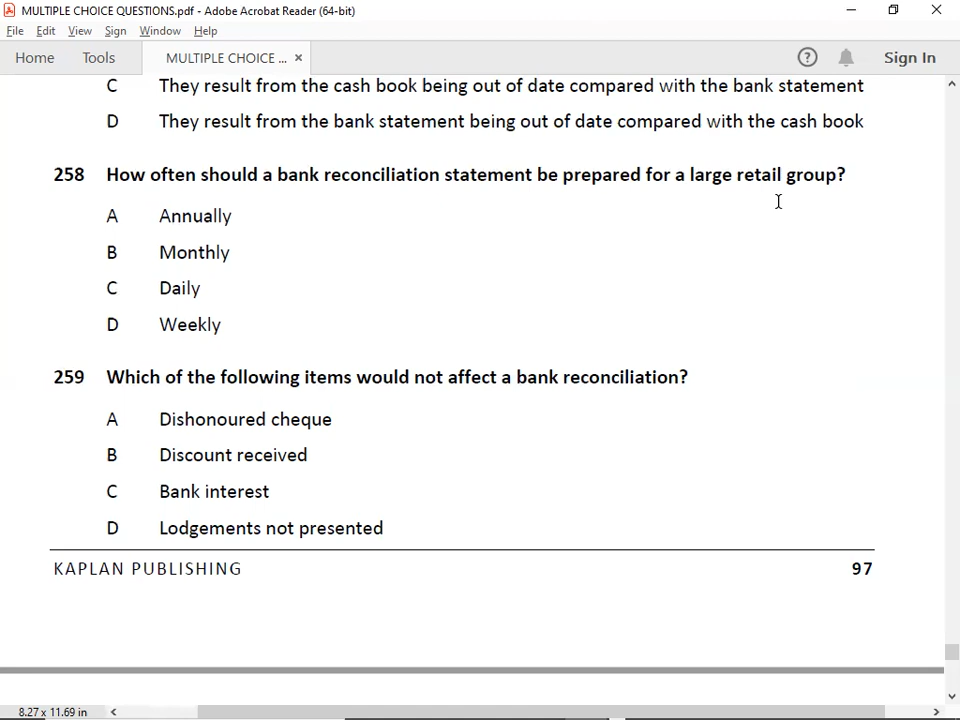 MULTIPLE CHOICE QUESTIONS.pdf - Adobe Acrobat Reader (64-bit)
File Edit View Sign Window Help
Home Tools MULTIPLE CHOICE ... × ? Sign In
C They result from the cash book being out of date compared with the bank statement
D They result from the bank statement being out of date compared with the cash book
258 How often should a bank reconciliation statement be prepared for a large retail group?
A Annually
B Monthly
C Daily
D Weekly
259 Which of the following items would not affect a bank reconciliation?
A Dishonoured cheque
B Discount received
C Bank interest
D Lodgements not presented
KAPLAN PUBLISHING 97
8.27 x 11.69 in